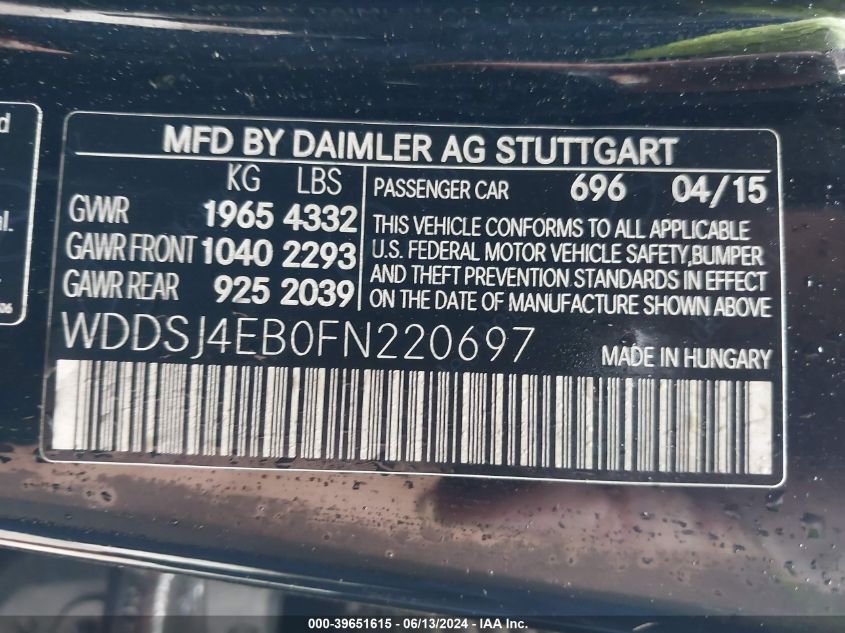 d
al.
06
MFD BY DAIMLER AG STUTTGART
KG LBS
GVWR 1965 4332
GAWR FRONT 1040 2293
GAWR REAR 925 2039
PASSENGER CAR 696 04/15
THIS VEHICLE CONFORMS TO ALL APPLICABLE
U.S. FEDERAL MOTOR VEHICLE SAFETY,BUMPER
AND THEFT PREVENTION STANDARDS IN EFFECT
ON THE DATE OF MANUFACTURE SHOWN ABOVE
WDDSJ4EB0FN220697
MADE IN HUNGARY
000-39651615 - 06/13/2024 - IAA Inc.